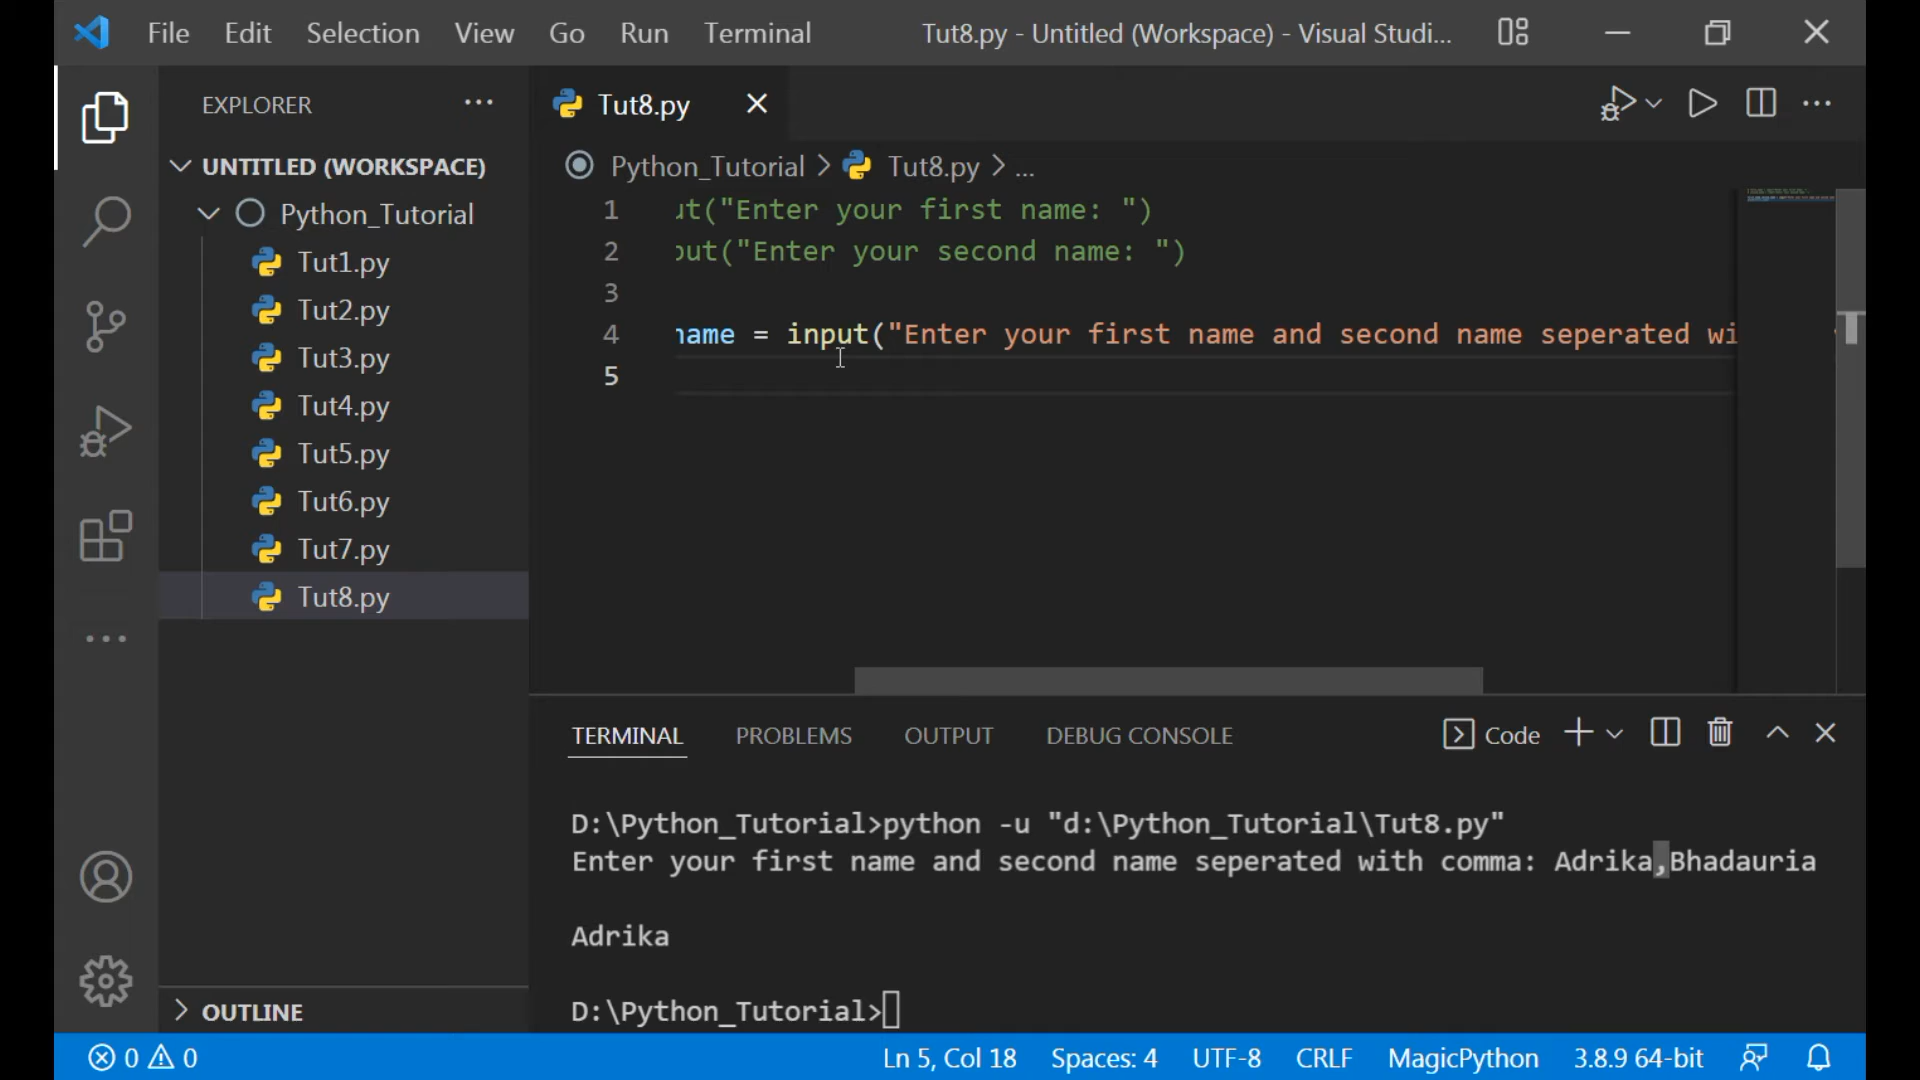 File Edit Selection View Go Run Terminal Tut8.py - Untitled (Workspace) - Visual Studi...
EXPLORER
UNTITLED (WORKSPACE)
Python_Tutorial
Tut1.py
Tut2.py
Tut3.py
Tut4.py
Tut5.py
Tut6.py
Tut7.py
Tut8.py
OUTLINE
Tut8.py
Python_Tutorial > Tut8.py > ...
1 ut("Enter your first name: ")
2 put("Enter your second name: ")
3
4 name = input("Enter your first name and second name seperated wi
5
TERMINAL PROBLEMS OUTPUT DEBUG CONSOLE Code
D:\Python_Tutorial>python -u "d:\Python_Tutorial\Tut8.py"
Enter your first name and second name seperated with comma: Adrika,Bhadauria
Adrika
D:\Python_Tutorial>
0 0 Ln 5, Col 18 Spaces: 4 UTF-8 CRLF MagicPython 3.8.9 64-bit